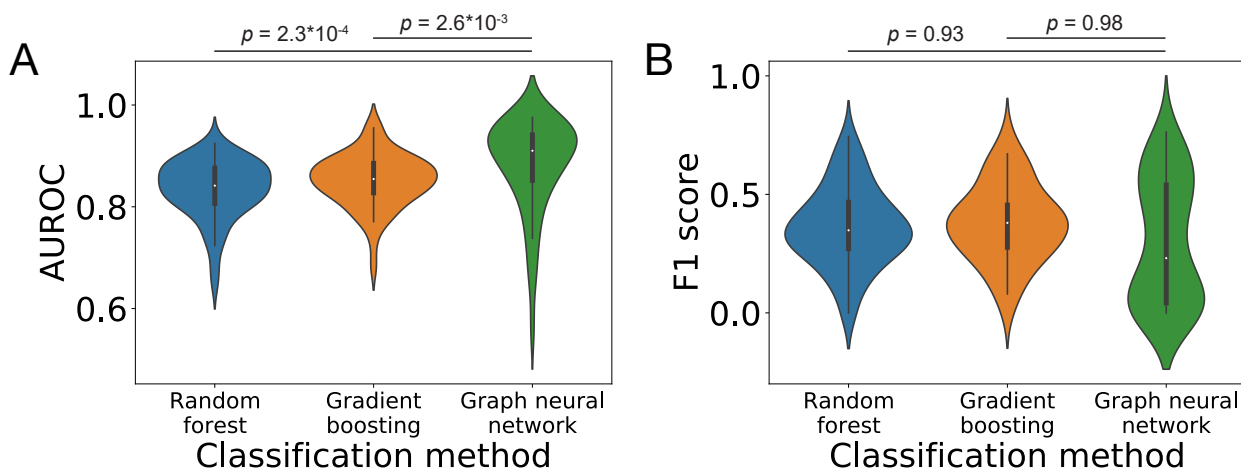 A
p = 2.3*10-4
p = 2.6*10-3
AUROC
1.0
0.8
0.6
Random
forest
Gradient
boosting
Graph neural
network
Classification method
B
p = 0.93
p = 0.98
F1 score
1.0
0.5
0.0
Random
forest
Gradient
boosting
Graph neural
network
Classification method